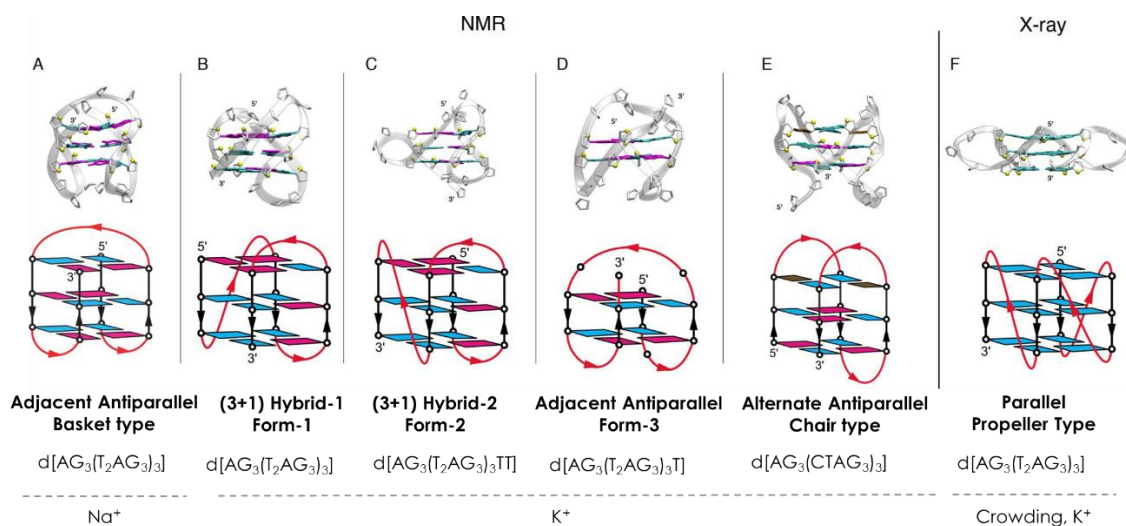 NMR
X-ray
A
B
C
D
E
F
3'
5'
5'
3'
5'
3'
5'
3'
3'
5'
5'
3'
5'
3'
5'
3'
5'
3'
3'
5'
5'
3'
5'
3'
Adjacent Antiparallel
Basket type
(3+1) Hybrid-1
Form-1
(3+1) Hybrid-2
Form-2
Adjacent Antiparallel
Form-3
Alternate Antiparallel
Chair type
Parallel
Propeller Type
d[AG₃(T₂AG₃)₃]
d[AG₃(T₂AG₃)₃]
d[AG₃(T₂AG₃)₃TT]
d[AG₃(T₂AG₃)₃T]
d[AG₃(CTAG₃)₃]
d[AG₃(T₂AG₃)₃]
Na⁺
K⁺
Crowding, K⁺